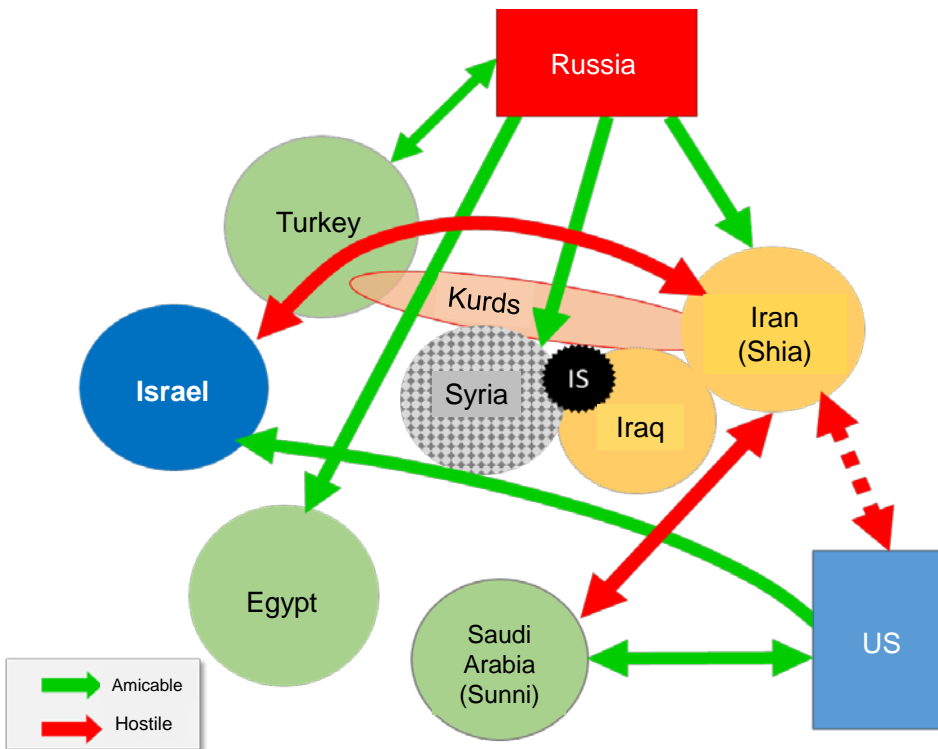 Russia
Turkey
Kurds
Iran
(Shia)
Israel
Syria
IS
Iraq
Egypt
Saudi
Arabia
(Sunni)
US
Amicable
Hostile